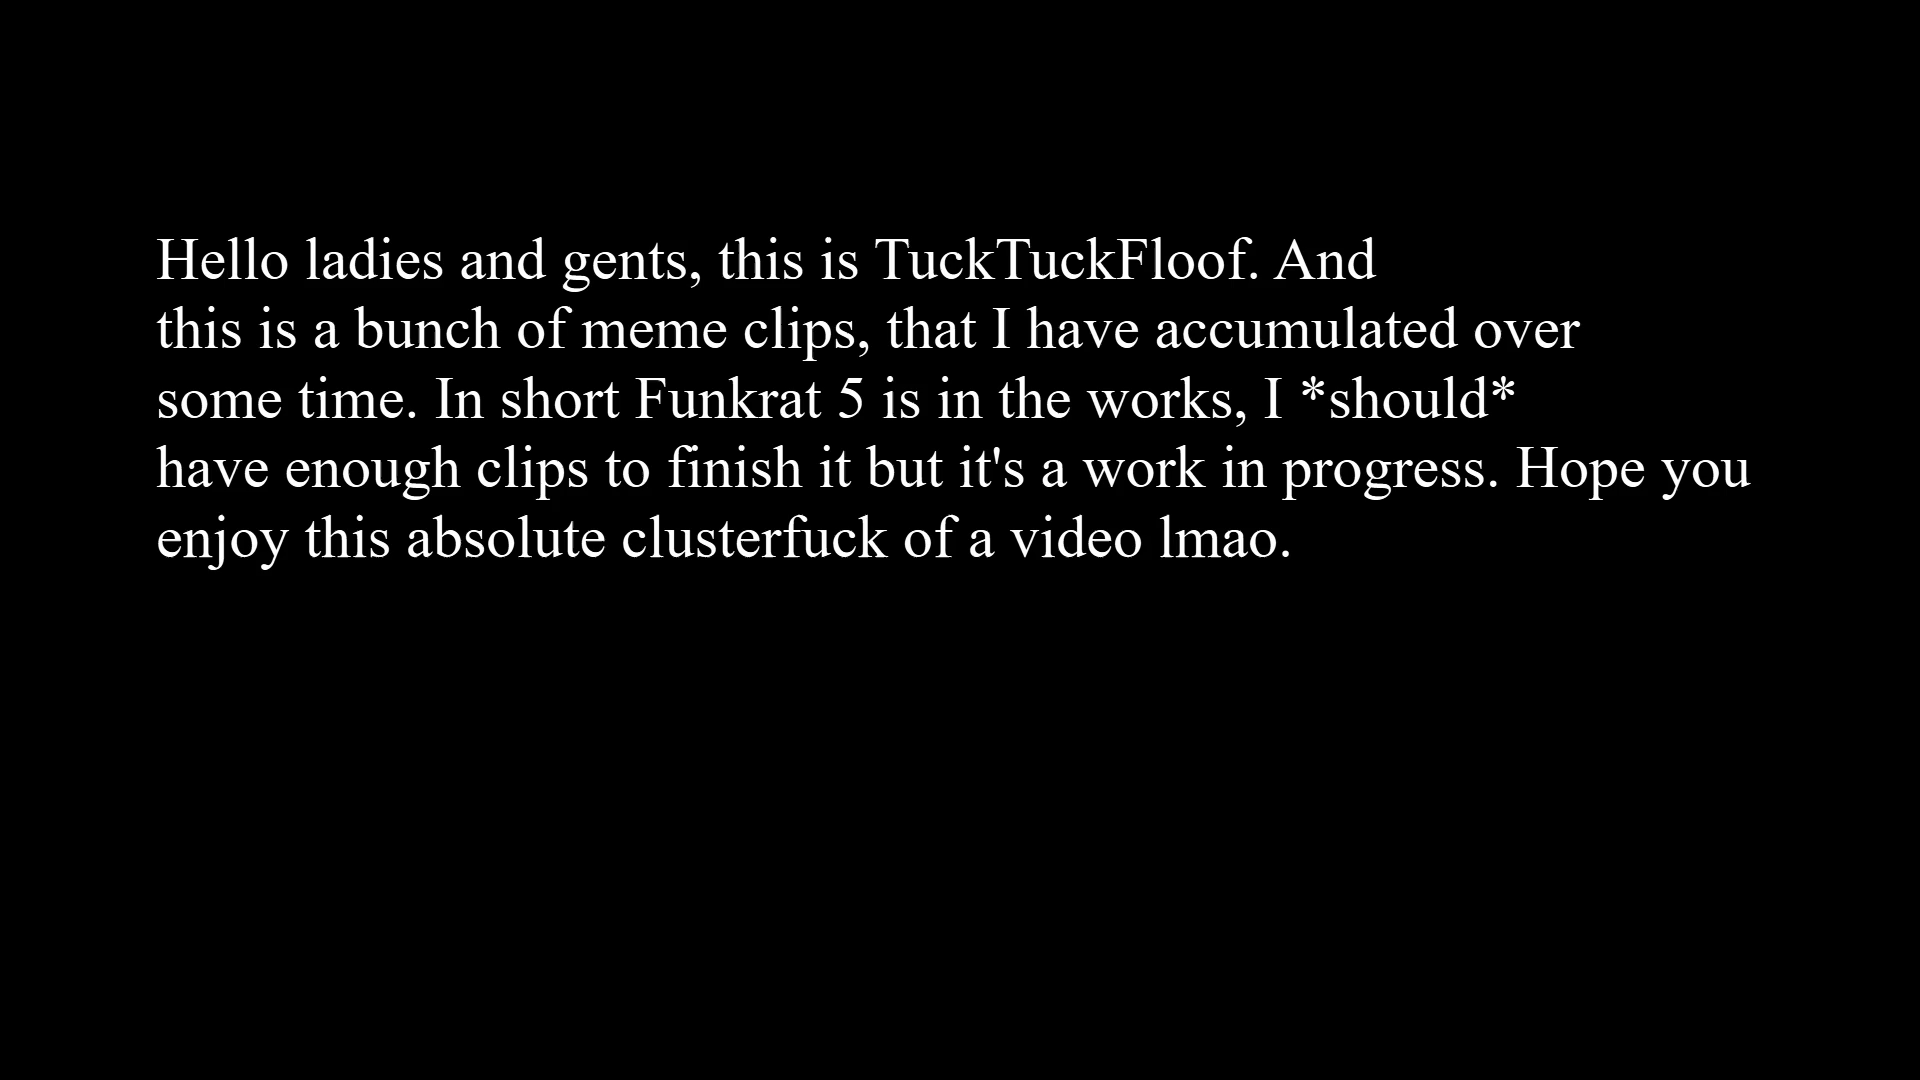 Hello ladies and gents, this is TuckTuckFloof. And
this is a bunch of meme clips, that I have accumulated over
some time. In short Funkrat 5 is in the works, I *should*
have enough clips to finish it but it's a work in progress. Hope you
enjoy this absolute clusterfuck of a video lmao.